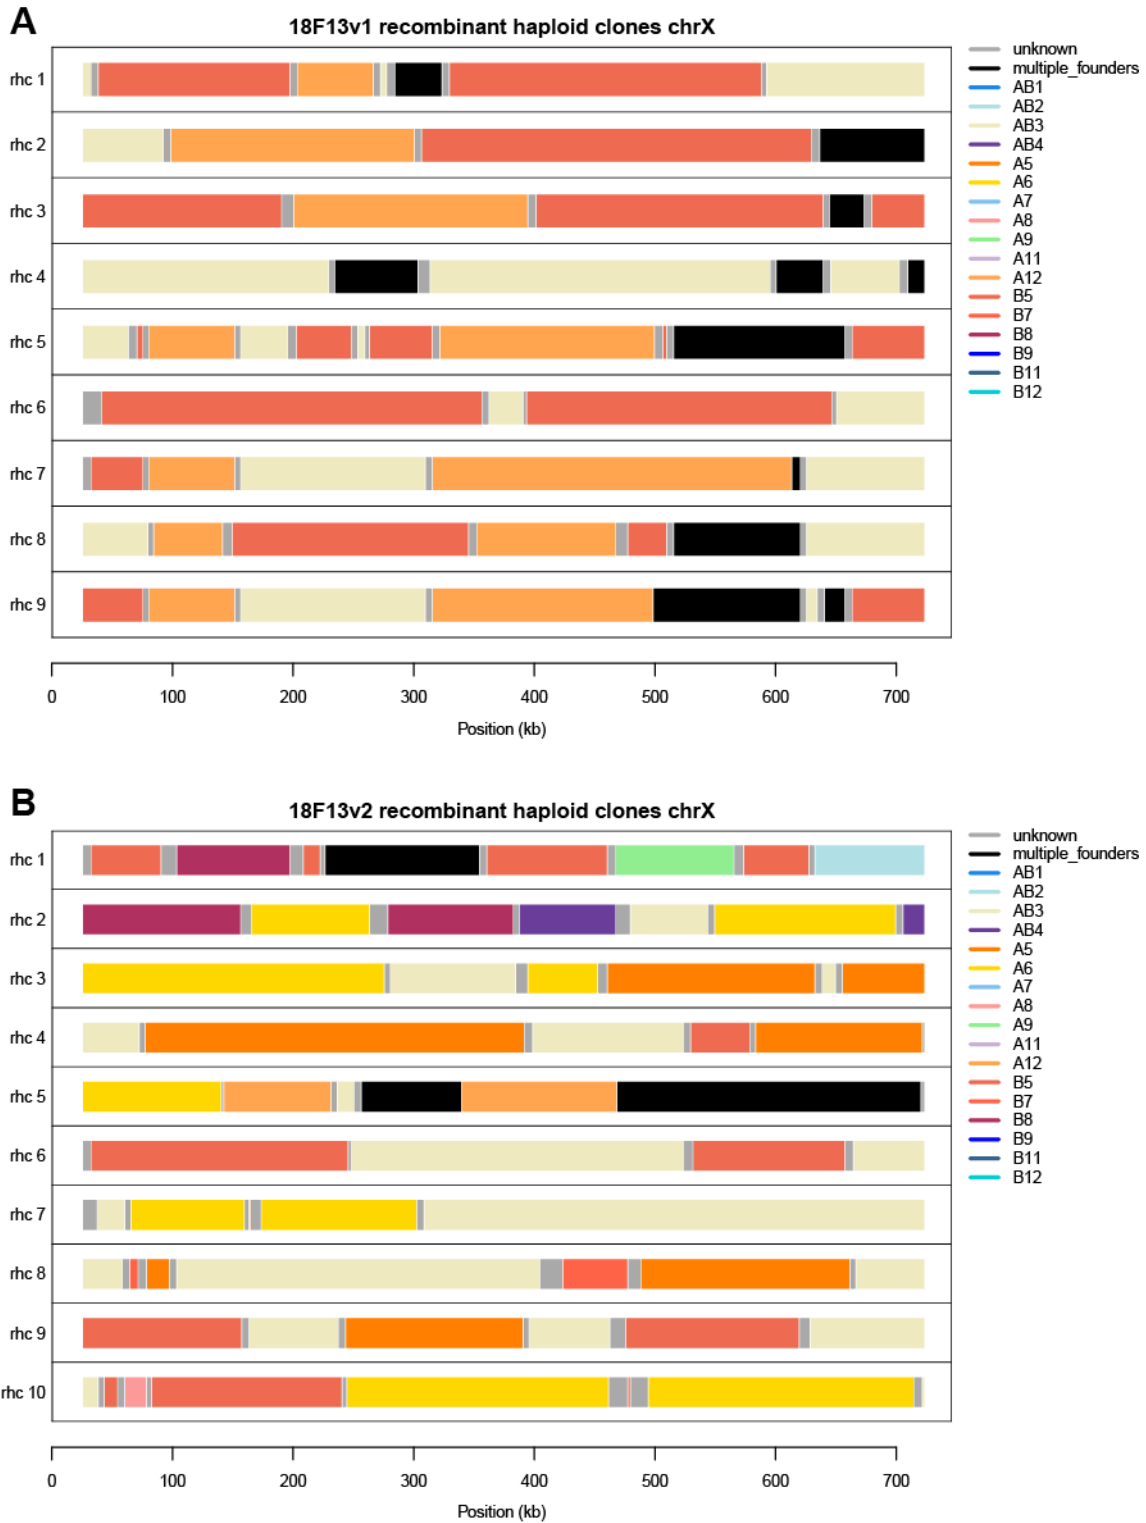 A
18F13v1 recombinant haploid clones chrX
rhc 1
rhc 2
rhc 3
rhc 4
rhc 5
rhc 6
rhc 7
rhc 8
rhc 9
unknown
multiple_founders
AB1
AB2
AB3
AB4
A5
A6
A7
A8
A9
A11
A12
B5
B7
B8
B9
B11
B12
0 100 200 300 400 500 600 700
Position (kb)
B
18F13v2 recombinant haploid clones chrX
rhc 1
rhc 2
rhc 3
rhc 4
rhc 5
rhc 6
rhc 7
rhc 8
rhc 9
rhc 10
unknown
multiple_founders
AB1
AB2
AB3
AB4
A5
A6
A7
A8
A9
A11
A12
B5
B7
B8
B9
B11
B12
0 100 200 300 400 500 600 700
Position (kb)